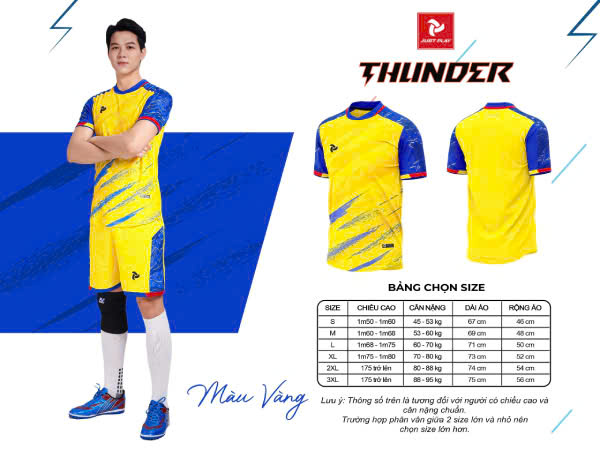 JUST PLAY
THUNDER
BẢNG CHỌN SIZE
SIZE CHIỀU CAO CÂN NẶNG DÀI ÁO RỘNG ÁO
S 1m50 - 1m60 45 - 53 kg 67 cm 46 cm
M 1m60 - 1m68 53 - 60 kg 69 cm 48 cm
L 1m68 - 1m75 60 - 70 kg 71 cm 50 cm
XL 1m75 - 1m80 70 - 80 kg 73 cm 52 cm
2XL 175 trở lên 80 - 88 kg 74 cm 54 cm
3XL 175 trở lên 88 - 95 kg 75 cm 56 cm
Màu Vàng
Lưu ý: Thông số trên là tượng đối với người có chiều cao và
cân nặng chuẩn.
Trường hợp phân vân giữa 2 size lớn và nhỏ nên
chọn size lớn hơn.